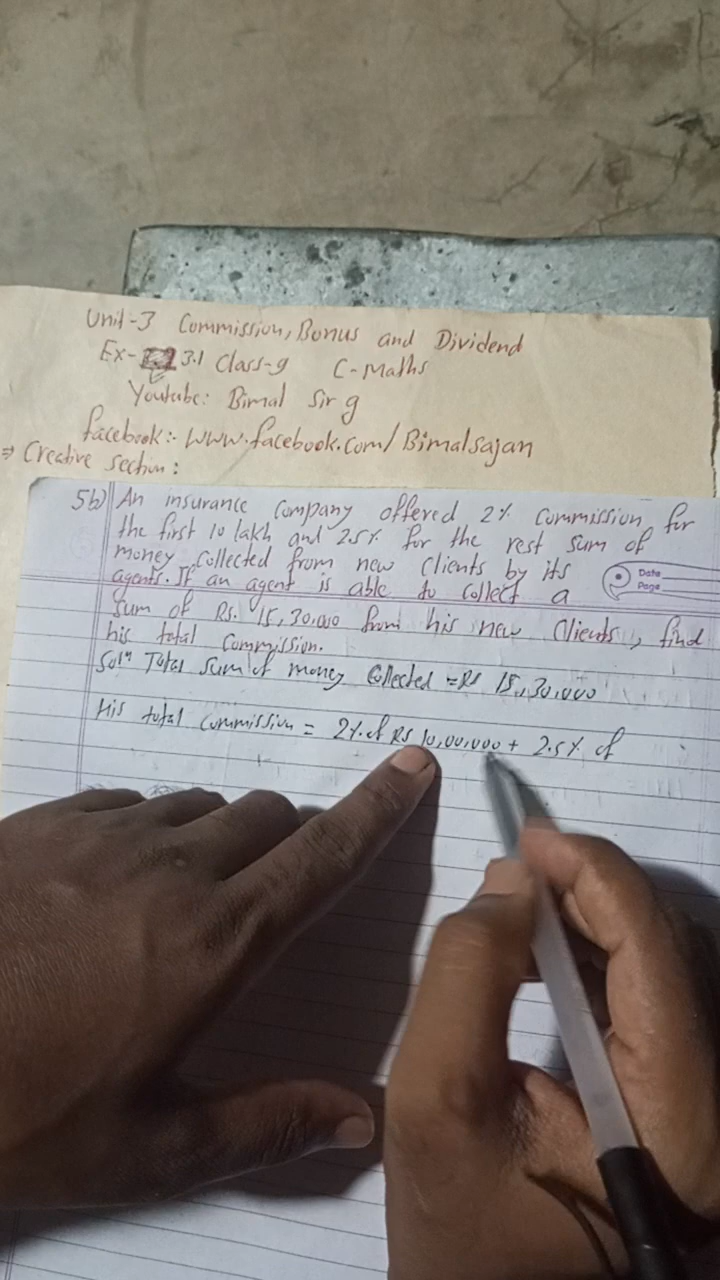 Unit-3 Commission, Bonus and Dividend
Ex- 3.1 Class-9 C-Maths
Youtube: Bimal Sir g
facebook:- www.facebook.com/Bimalsajan
⇒ Creative section:
5b) An insurance Company offered 2% Commission for
the first 10 lakh and 2.5% for the rest sum of
money Collected from new Clients by its
agents. If an agent is able to collect a
Date
Page
Sum of Rs. 15,30,000 from his new Clients, find
his total Commission.
Solⁿ Total sum of money Collected = Rs 15,30,000
His total Commission = 2% of Rs 10,00,000 + 2.5% of